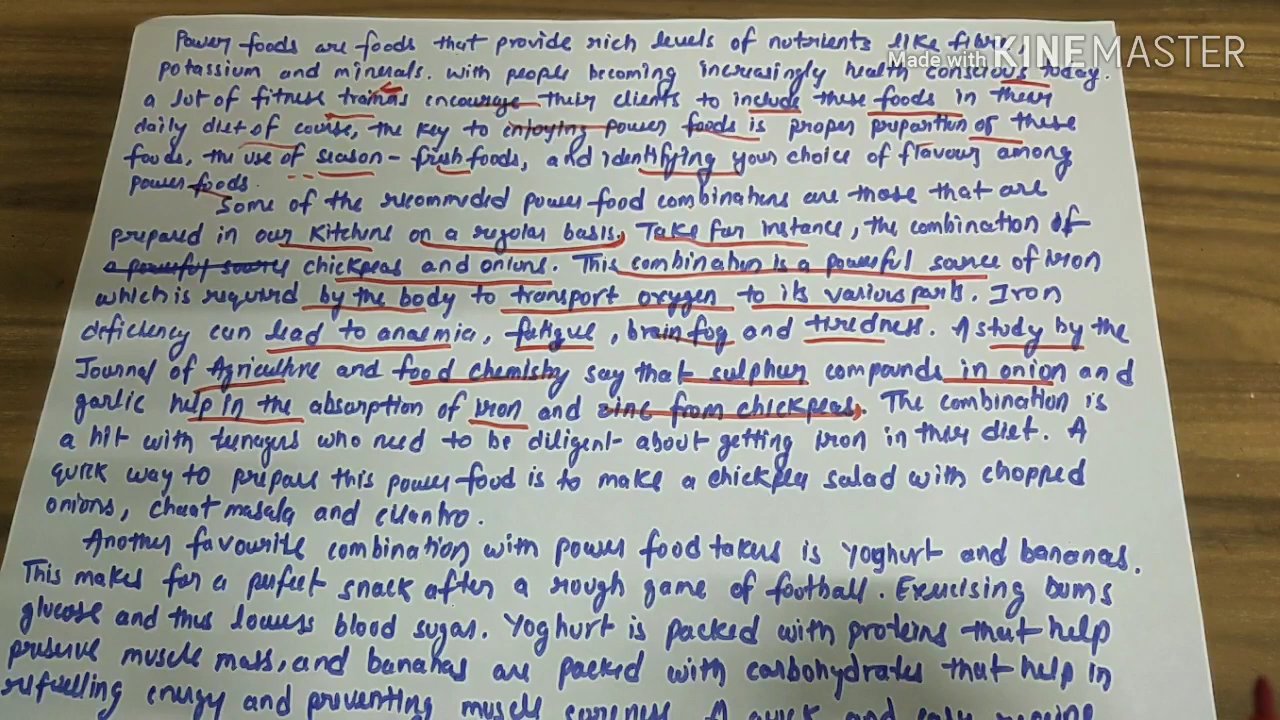 Power foods are foods that provide rich levels of nutrients like fibre,
Made with KINEMASTER
potassium and minerals. with people becoming increasingly health conscious today.
a lot of fitness trainers encourage their clients to include these foods in their
daily diet of course, the key to enjoying power foods is proper proportion of these
foods, the use of season - fresh foods, and identifying your choice of flavour among
power foods.
Some of the recommended power food combinations are those that are
prepared in our kitchens on a regular basis. Take for instance, the combination of
a powerful source chickpeas and onions. This combination is a powerful source of iron
which is required by the body to transport oxygen to its various parts. Iron
deficiency can lead to anaemia, fatigue, brain fog and tiredness. A study by the
Journal of Agriculture and food chemistry say that sulphur compounds in onion and
garlic help in the absorption of iron and zinc from chickpeas. The combination is
a hit with teenagers who need to be diligent about getting iron in their diet. A
quick way to prepare this power-food is to make a chickpea salad with chopped
onions, chaat masala and cilantro.
Another favourite combination with power food takers is yoghurt and bananas.
This makes for a perfect snack after a rough game of football. Exercising burns
glucose and thus lowers blood sugar. Yoghurt is packed with proteins that help
preserve muscle mass, and bananas are packed with carbohydrates that help in
refuelling energy and preventing muscle soreness. A quick and easy recipe